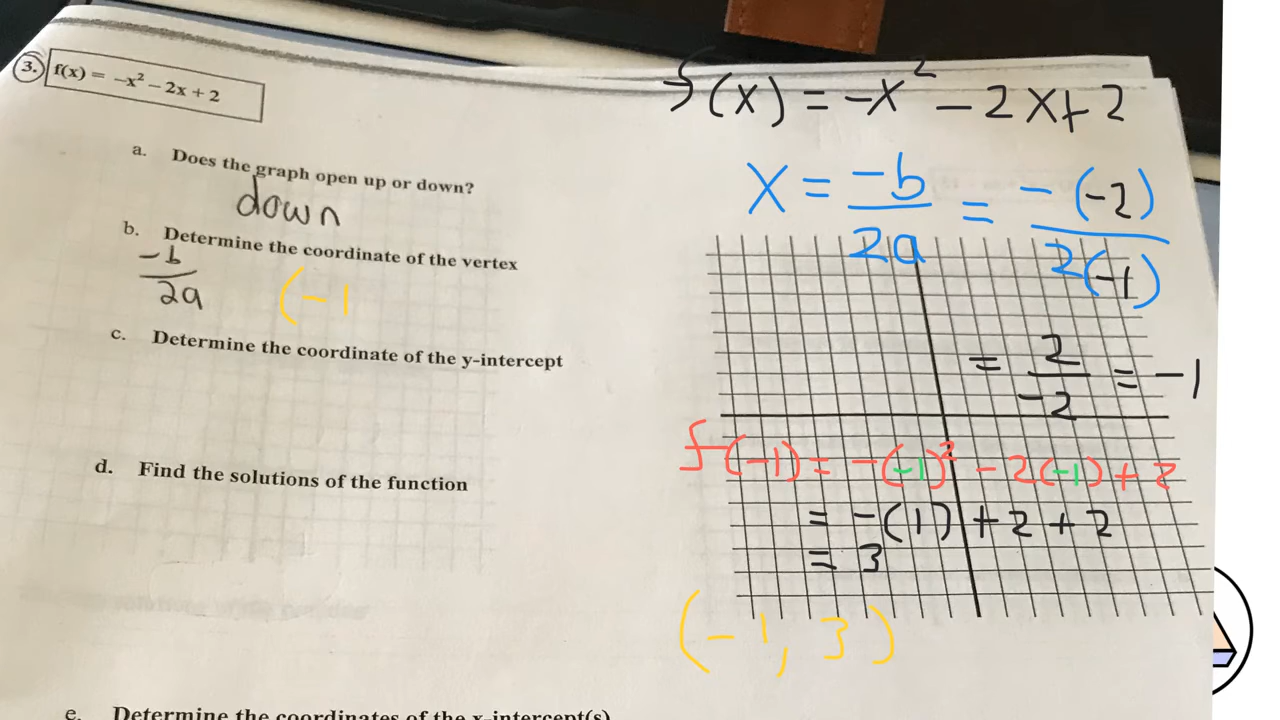 3. f(x) = −x² − 2x + 2
a. Does the graph open up or down?
down
b. Determine the coordinate of the vertex
−b/2a (−1
c. Determine the coordinate of the y-intercept
d. Find the solutions of the function
e. Determine the coordinates of the x-intercept(s)
f(x) = −x² − 2x+2
x = −b/2a = −(−2)/2(−1)
= 2/−2 = −1
f(−1) = −(−1)² − 2(−1) + 2
= −(1) + 2 + 2
= 3
(−1, 3)